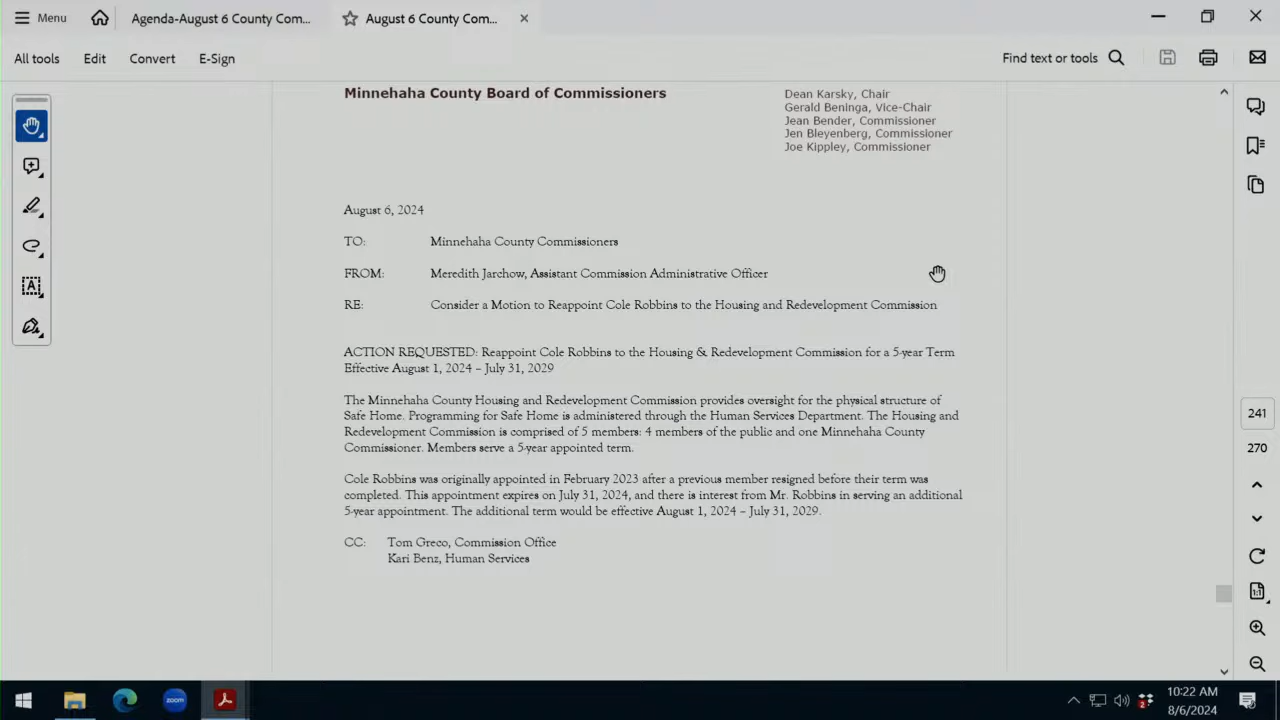 Menu
Agenda-August 6 County Com...
August 6 County Com...
All tools
Edit
Convert
E-Sign
Find text or tools
Minnehaha County Board of Commissioners
Dean Karsky, Chair
Gerald Beninga, Vice-Chair
Jean Bender, Commissioner
Jen Bleyenberg, Commissioner
Joe Kippley, Commissioner
August 6, 2024
TO: Minnehaha County Commissioners
FROM: Meredith Jarchow, Assistant Commission Administrative Officer
RE: Consider a Motion to Reappoint Cole Robbins to the Housing and Redevelopment Commission
ACTION REQUESTED: Reappoint Cole Robbins to the Housing & Redevelopment Commission for a 5-year Term
Effective August 1, 2024 – July 31, 2029
The Minnehaha County Housing and Redevelopment Commission provides oversight for the physical structure of
Safe Home. Programming for Safe Home is administered through the Human Services Department. The Housing and
Redevelopment Commission is comprised of 5 members: 4 members of the public and one Minnehaha County
Commissioner. Members serve a 5-year appointed term.
Cole Robbins was originally appointed in February 2023 after a previous member resigned before their term was
completed. This appointment expires on July 31, 2024, and there is interest from Mr. Robbins in serving an additional
5-year appointment. The additional term would be effective August 1, 2024 – July 31, 2029.
CC: Tom Greco, Commission Office
Kari Benz, Human Services
241
270
1:1
zoom
2
10:22 AM
8/6/2024